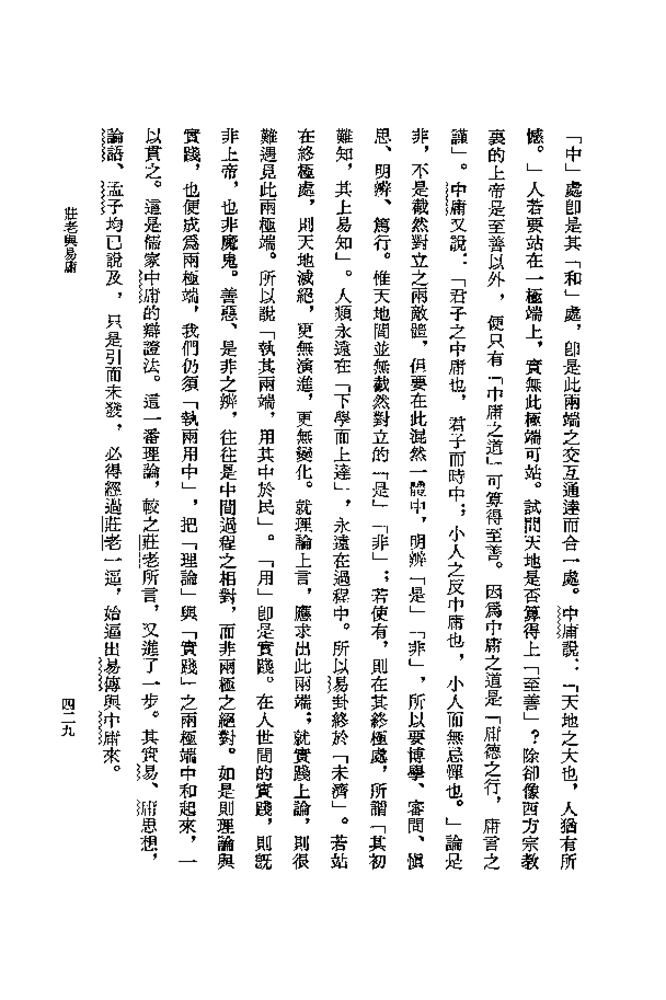 「中」處卽是其「和」處，卽是此兩端之交互通達而合一處。中庸說：「天地之大也，人猶有所
憾。」人若要站在一極端上，實無此極端可站。試問天地是否算得上「至善」？除卻像西方宗教
裏的上帝是至善以外，便只有「中庸之道」可算得至善。因爲中庸之道是「庸德之行，庸言之
謹」。中庸又說：「君子之中庸也，君子而時中；小人之反中庸也，小人而無忌憚也。」論是
非，不是截然對立之兩敵體，但要在此混然一體中，明辨「是」「非」，所以要博學、審問、愼
思、明辨、篤行。惟天地間並無截然對立的「是」「非」；若使有，則在其終極處，所謂「其初
難知，其上易知」。人類永遠在「下學而上達」，永遠在過程中。所以易卦終於「未濟」。若站
在終極處，則天地滅絕，更無演進，更無變化。就理論上言，應求出此兩端；就實踐上論，則很
難遇見此兩極端。所以說「執其兩端，用其中於民」。「用」卽是實踐。在人世間的實踐，則旣
非上帝，也非魔鬼。善惡、是非之辨，往往是中間過程之相對，而非兩極之絕對。如是則理論與
實踐，也便成爲兩極端，我們仍須「執兩用中」，把「理論」與「實踐」之兩極端中和起來，一
以貫之。這是儒家中庸的辯證法。這一番理論，較之莊老所言，又進了一步。其實易、庸思想，
論語、孟子均已說及，只是引而未發，必得經過莊老一逼，始逼出易傳與中庸來。
莊老與易庸
四二九